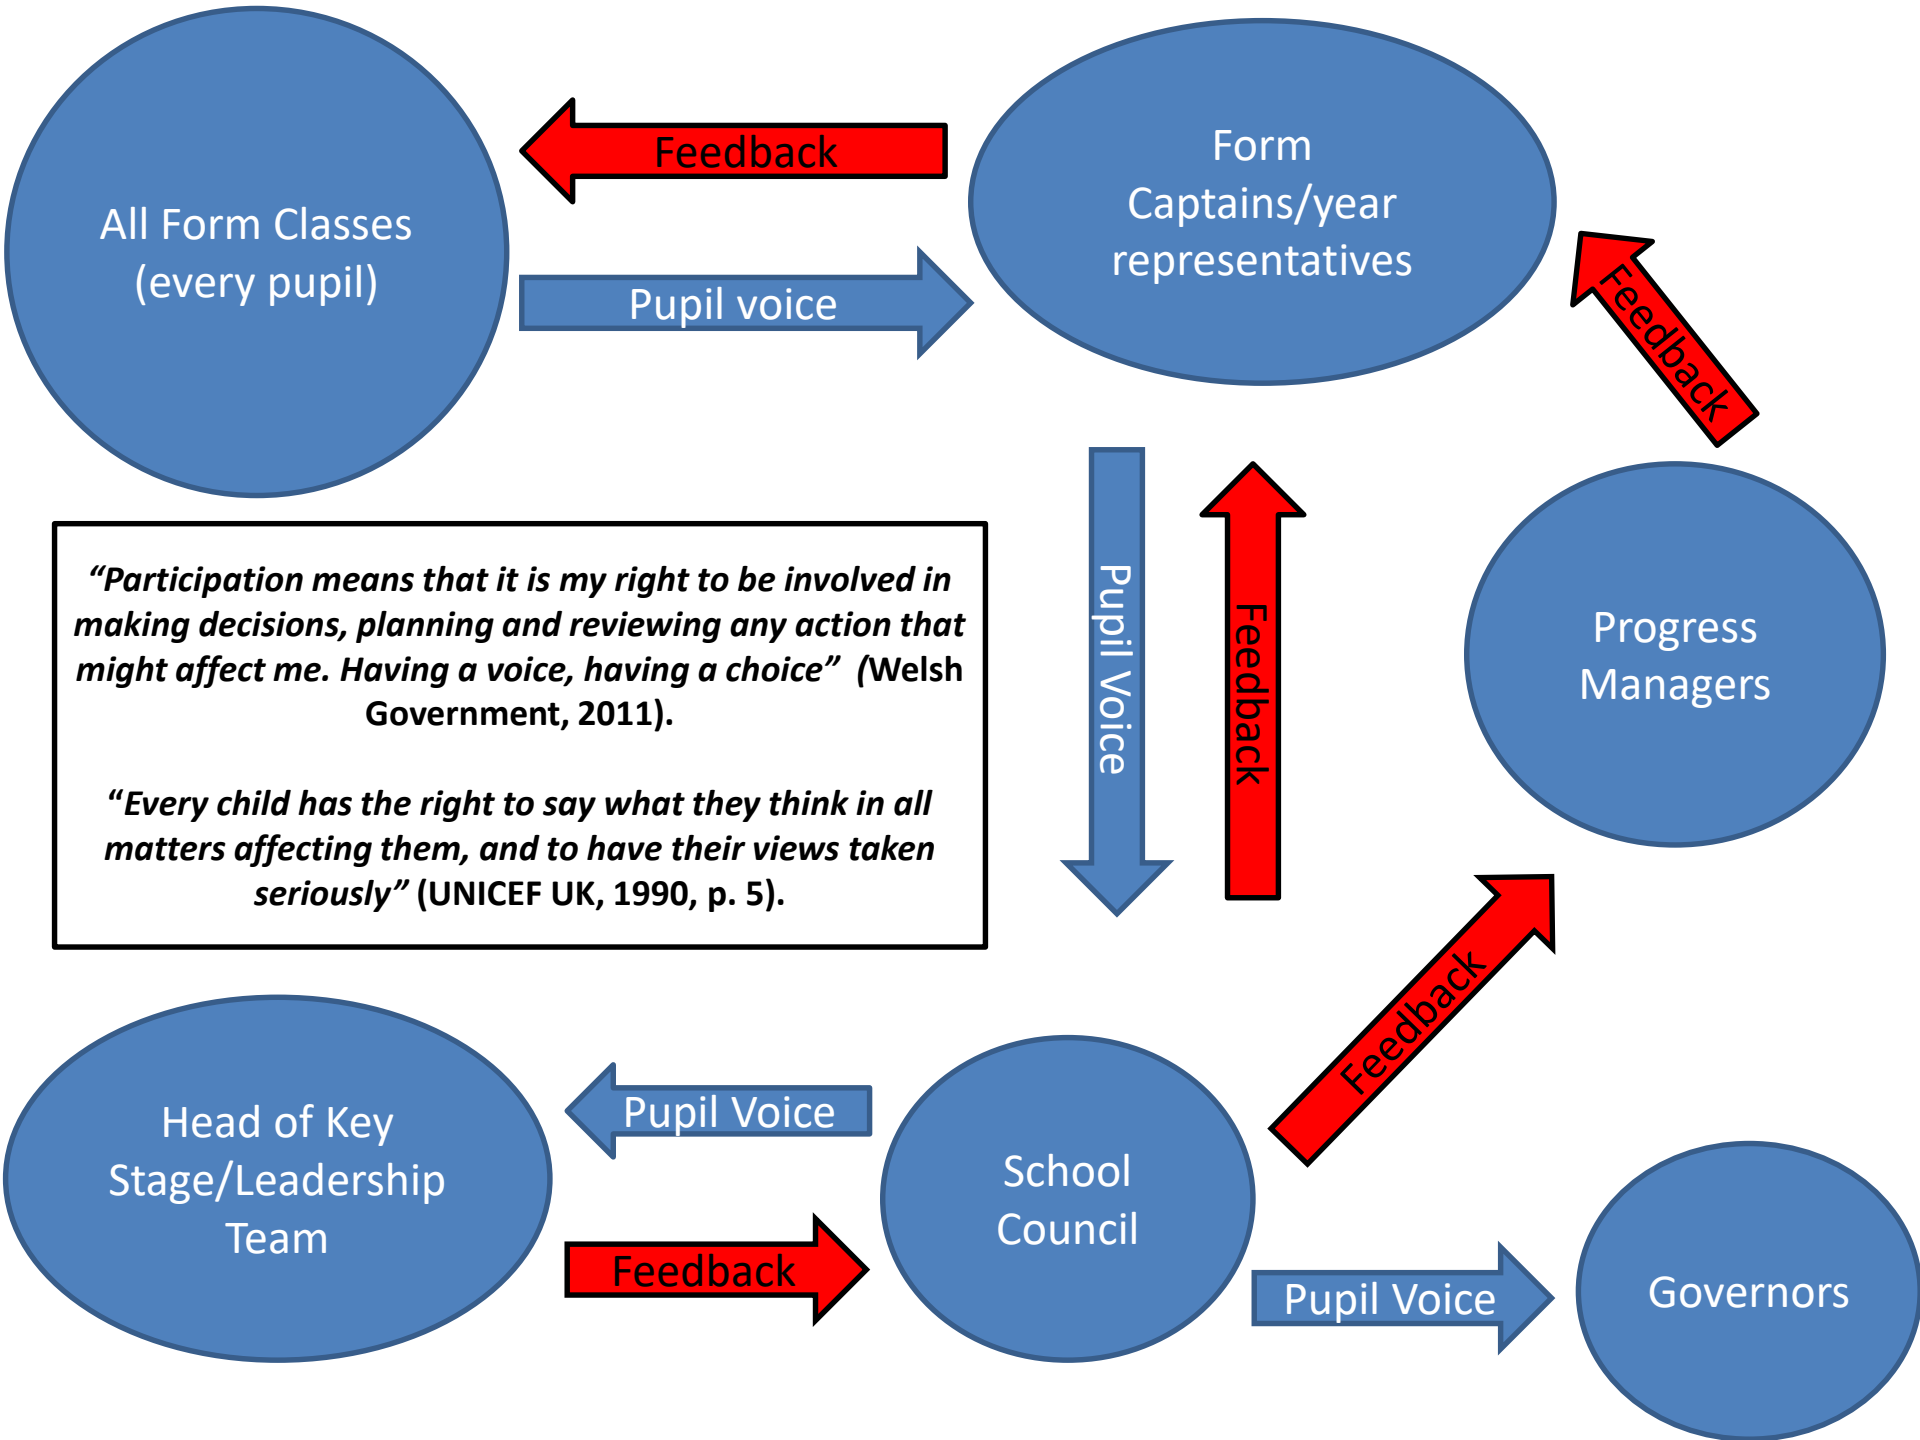 All Form Classes
(every pupil)
Feedback
Pupil voice
Form
Captains/year
representatives
Feedback
Pupil Voice
Feedback
Progress
Managers
“Participation means that it is my right to be involved in
making decisions, planning and reviewing any action that
might affect me. Having a voice, having a choice” (Welsh
Government, 2011).
“Every child has the right to say what they think in all
matters affecting them, and to have their views taken
seriously” (UNICEF UK, 1990, p. 5).
Feedback
Head of Key
Stage/Leadership
Team
Pupil Voice
Feedback
School
Council
Pupil Voice
Governors